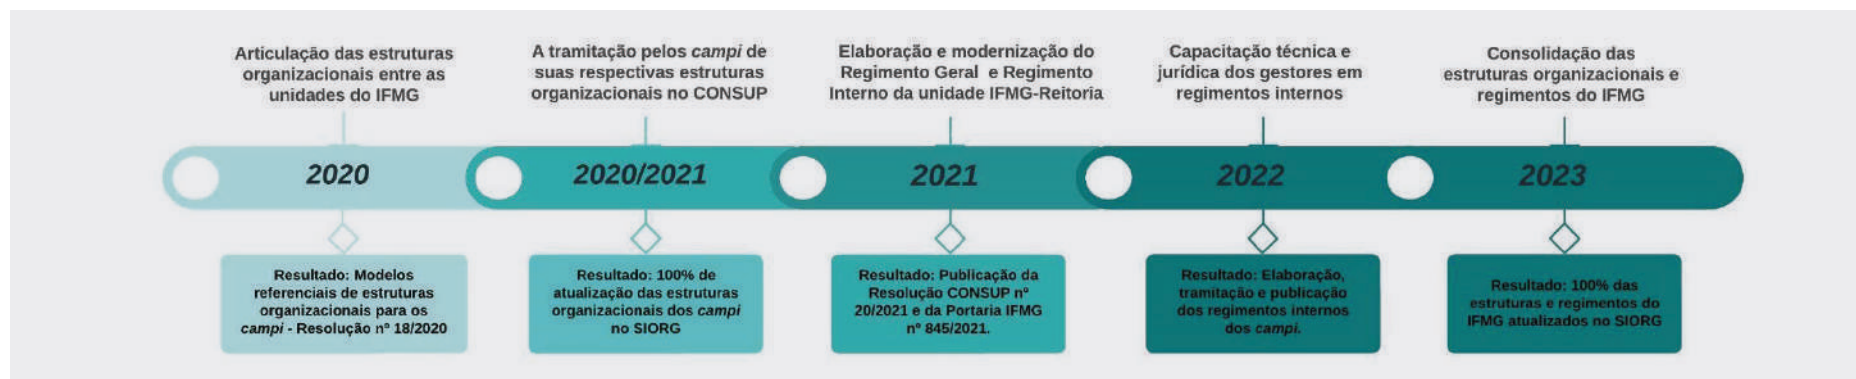 Articulação das estruturas
organizacionais entre as
unidades do IFMG
A tramitação pelos campi de
suas respectivas estruturas
organizacionais no CONSUP
Elaboração e modernização do
Regimento Geral e Regimento
Interno da unidade IFMG-Reitoria
Capacitação técnica e
jurídica dos gestores em
regimentos internos
Consolidação das
estruturas organizacionais e
regimentos do IFMG
2020
2020/2021
2021
2022
2023
Resultado: Modelos
referenciais de estruturas
organizacionais para os
campi - Resolução nº 18/2020
Resultado: 100% de
atualização das estruturas
organizacionais dos campi
no SIORG
Resultado: Publicação da
Resolução CONSUP nº
20/2021 e da Portaria IFMG
nº 845/2021.
Resultado: Elaboração,
tramitação e publicação
dos regimentos internos
dos campi.
Resultado: 100% das
estruturas e regimentos do
IFMG atualizados no SIORG